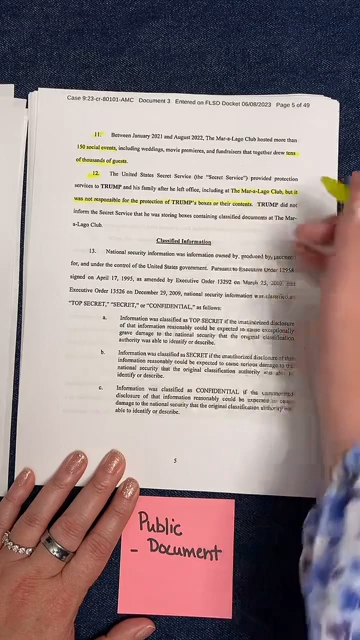 Case 9:23-cr-80101-AMC Document 3 Entered on FLSD Docket 06/08/2023 Page 5 of 49
11. Between January 2021 and August 2022, The Mar-a-Lago Club hosted more than
150 social events, including weddings, movie premieres, and fundraisers that together drew tens
of thousands of guests.
12. The United States Secret Service (the "Secret Service") provided protection
services to TRUMP and his family after he left office, including at The Mar-a-Lago Club, but it
was not responsible for the protection of TRUMP's boxes or their contents. TRUMP did not
inform the Secret Service that he was storing boxes containing classified documents at The Mar-
a-Lago Club.
Classified Information
13. National security information was information owned by, produced by, produced
for, and under the control of the United States government. Pursuant to Executive Order 12958,
signed on April 17, 1995, as amended by Executive Order 13292 on March 25, 2003, and
Executive Order 13526 on December 29, 2009, national security information was classified as
"TOP SECRET," "SECRET," or "CONFIDENTIAL," as follows:
a. Information was classified as TOP SECRET if the unauthorized disclosure
of that information reasonably could be expected to cause exceptionally
grave damage to the national security that the original classification
authority was able to identify or describe.
b. Information was classified as SECRET if the unauthorized disclosure of that
information reasonably could be expected to cause serious damage to the
national security that the original classification authority was able to
identify or describe.
c. Information was classified as CONFIDENTIAL if the unauthorized
disclosure of that information reasonably could be expected to cause
damage to the national security that the original classification authority was
able to identify or describe.
5
Public
- Document